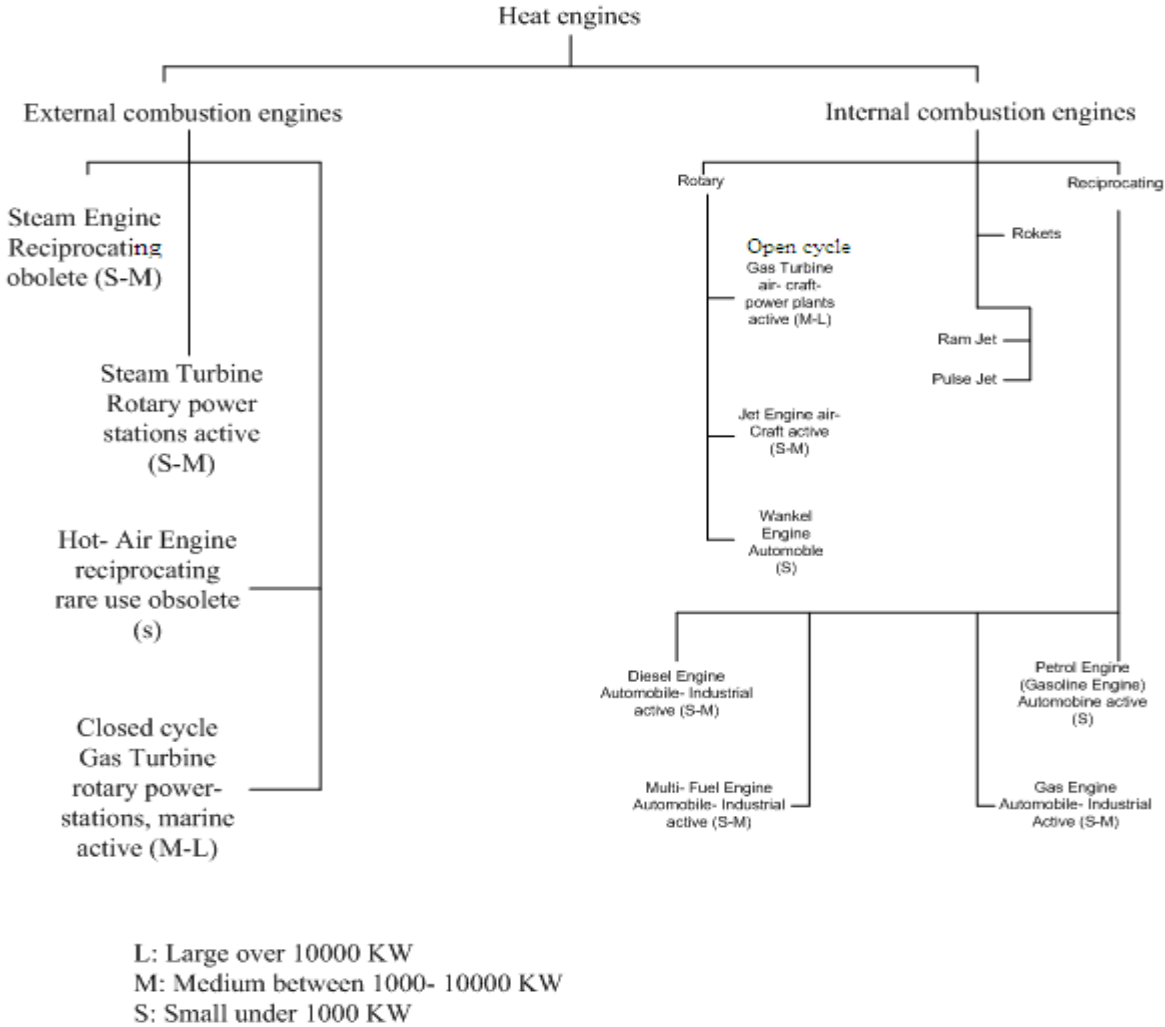 Heat engines
External combustion engines
Internal combustion engines
Steam Engine
Reciprocating
obolete (S-M)
Steam Turbine
Rotary power
stations active
(S-M)
Hot- Air Engine
reciprocating
rare use obsolete
(s)
Closed cycle
Gas Turbine
rotary power-
stations, marine
active (M-L)
Rotary
Open cycle
Gas Turbine
air- craft-
power plants
active (M-L)
Jet Engine air-
Craft active
(S-M)
Wankel
Engine
Automoble
(S)
Rokets
Ram Jet
Pulse Jet
Reciprocating
Diesel Engine
Automobile- Industrial
active (S-M)
Multi- Fuel Engine
Automobile- Industrial
active (S-M)
Petrol Engine
(Gasoline Engine)
Automobine active
(S)
Gas Engine
Automobile- Industrial
Active (S-M)
L: Large over 10000 KW
M: Medium between 1000- 10000 KW
S: Small under 1000 KW